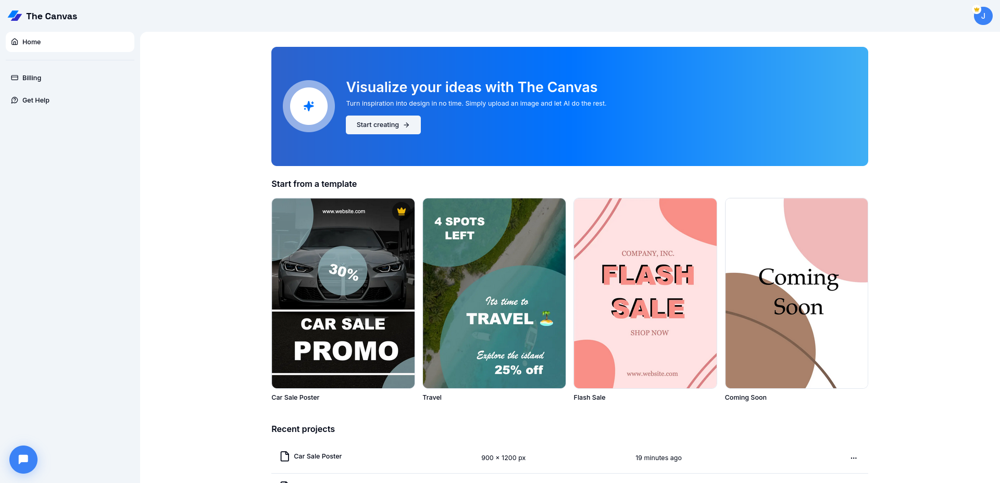 The Canvas
J
Home
Billing
Get Help
Visualize your ideas with The Canvas
Turn inspiration into design in no time. Simply upload an image and let AI do the rest.
Start creating
Start from a template
www.website.com
30%
CAR SALE
PROMO
Car Sale Poster
4 SPOTS
LEFT
Its time to
TRAVEL
Explore the island
25% off
Travel
COMPANY, INC.
FLASH
SALE
SHOP NOW
www.website.com
Flash Sale
Coming
Soon
Coming Soon
Recent projects
Car Sale Poster
900 × 1200 px
19 minutes ago